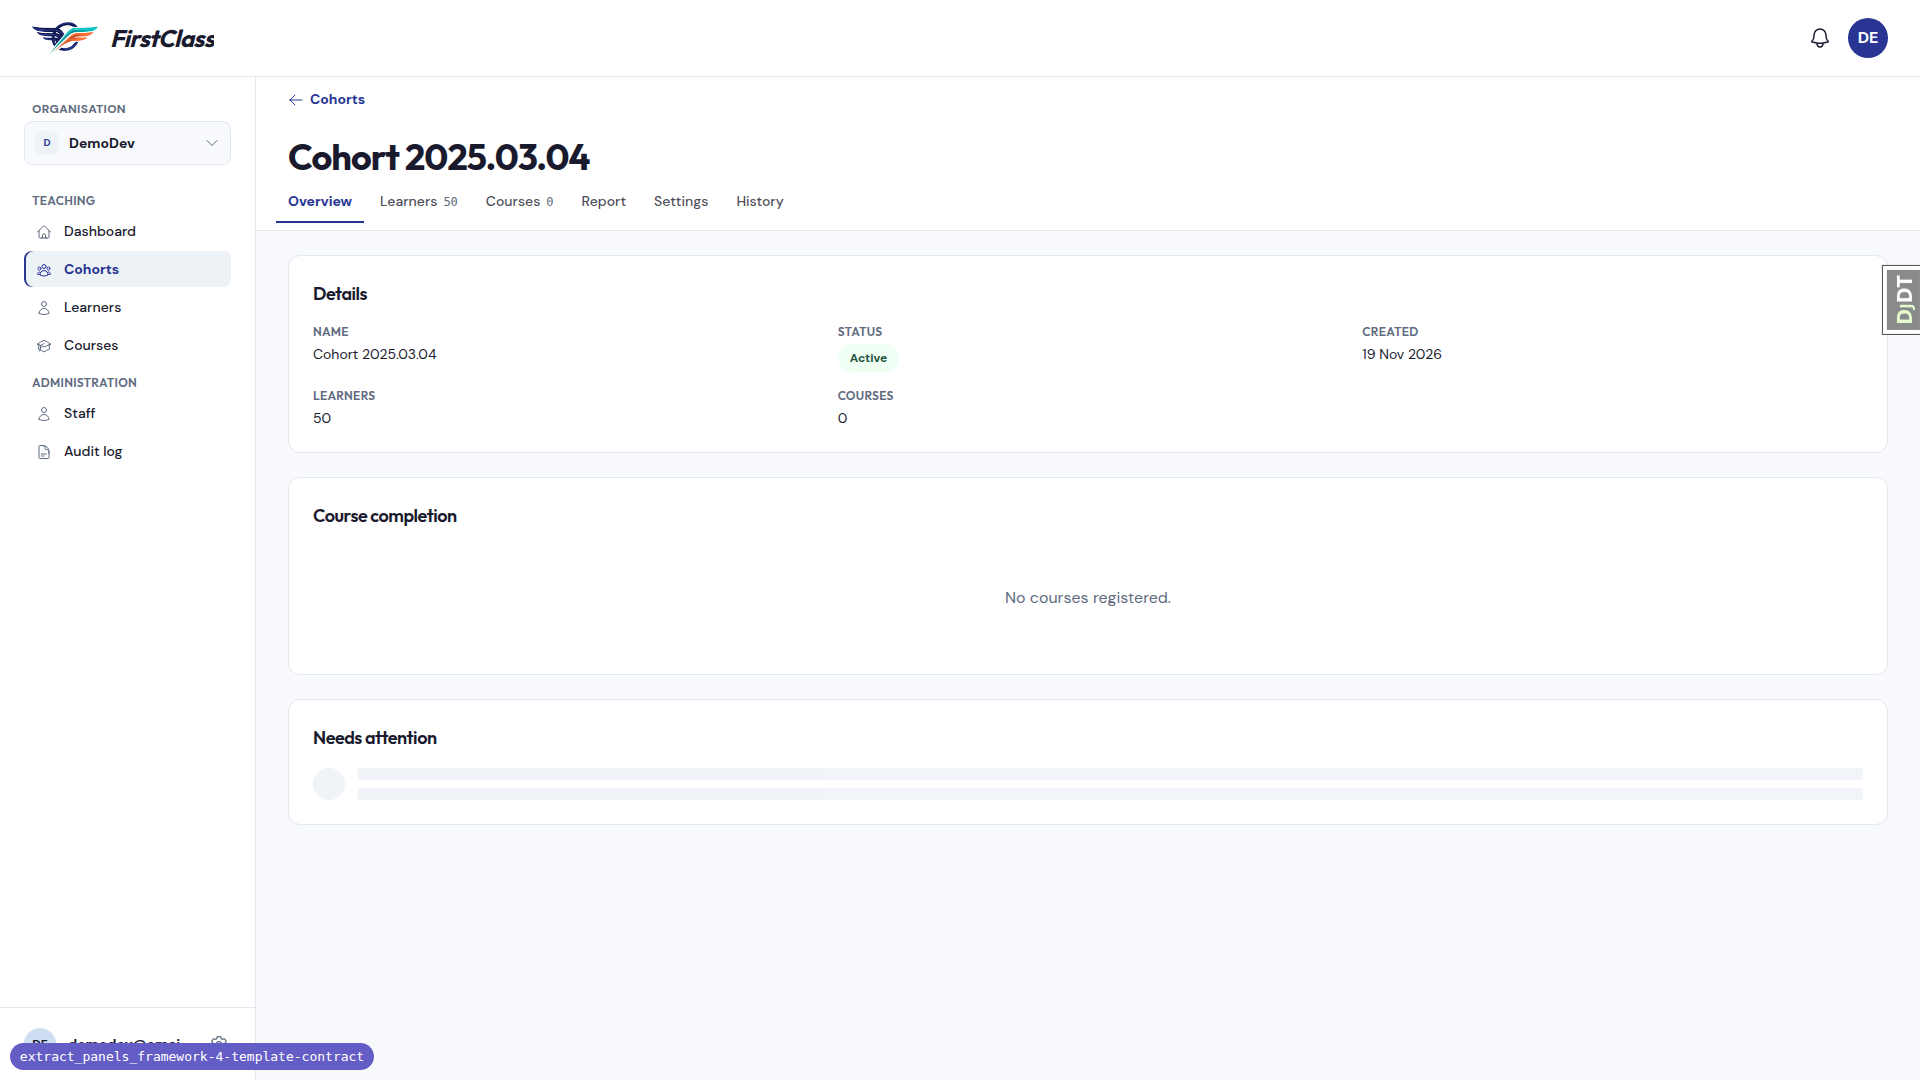 FirstClass
DE
ORGANISATION
D DemoDev
TEACHING
Dashboard
Cohorts
Learners
Courses
ADMINISTRATION
Staff
Audit log
Cohorts
Cohort 2025.03.04
Overview Learners 50 Courses 0 Report Settings History
Details
NAME
Cohort 2025.03.04
STATUS
Active
CREATED
19 Nov 2026
LEARNERS
50
COURSES
0
Course completion
No courses registered.
Needs attention
DJDT
extract_panels_framework-4-template-contract